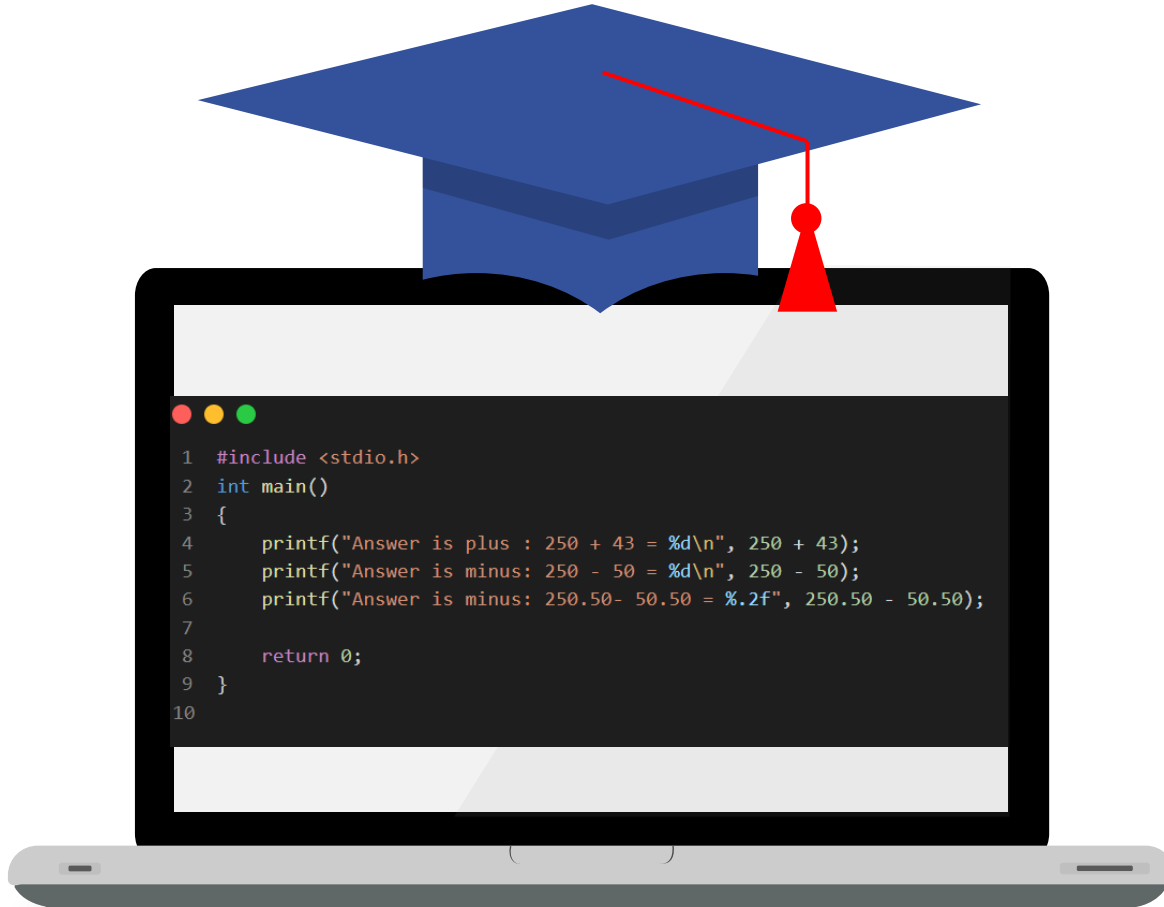 1 #include <stdio.h>
2 int main()
3 {
4     printf("Answer is plus : 250 + 43 = %d\n", 250 + 43);
5     printf("Answer is minus: 250 - 50 = %d\n", 250 - 50);
6     printf("Answer is minus: 250.50- 50.50 = %.2f", 250.50 - 50.50);
7
8     return 0;
9 }
10